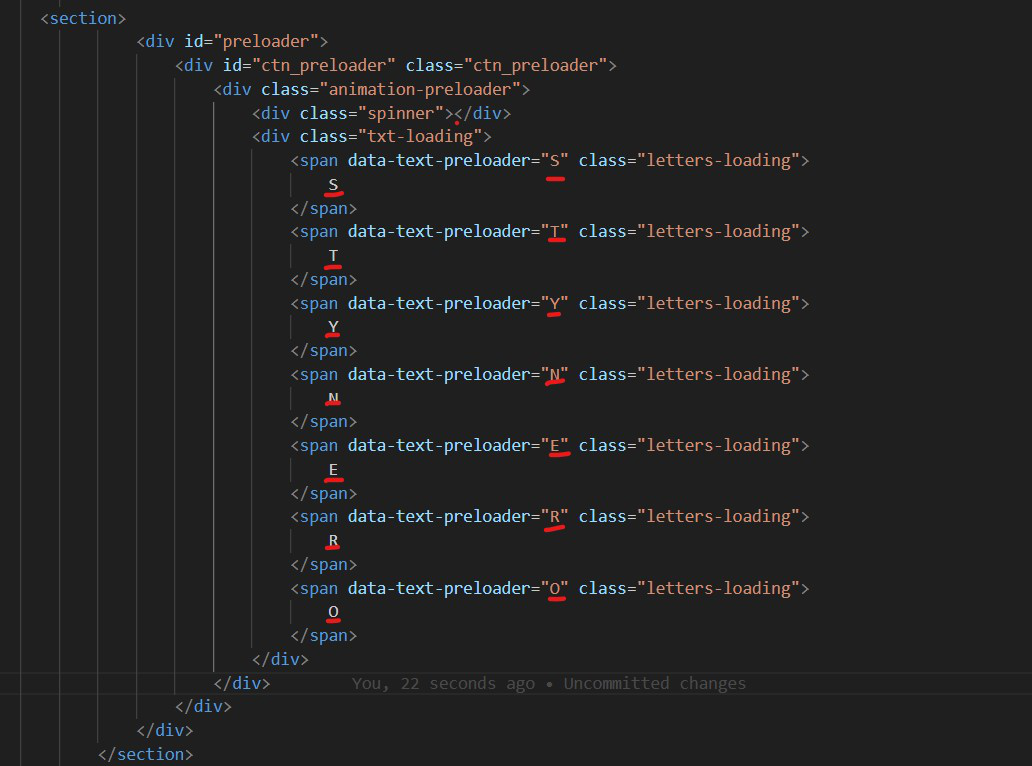 <section>
<div id="preloader">
<div id="ctn_preloader" class="ctn_preloader">
<div class="animation-preloader">
<div class="spinner"></div>
<div class="txt-loading">
<span data-text-preloader="S" class="letters-loading">
S
</span>
<span data-text-preloader="T" class="letters-loading">
T
</span>
<span data-text-preloader="Y" class="letters-loading">
Y
</span>
<span data-text-preloader="N" class="letters-loading">
N
</span>
<span data-text-preloader="E" class="letters-loading">
E
</span>
<span data-text-preloader="R" class="letters-loading">
R
</span>
<span data-text-preloader="O" class="letters-loading">
O
</span>
</div>
</div> You, 22 seconds ago • Uncommitted changes
</div>
</div>
</section>